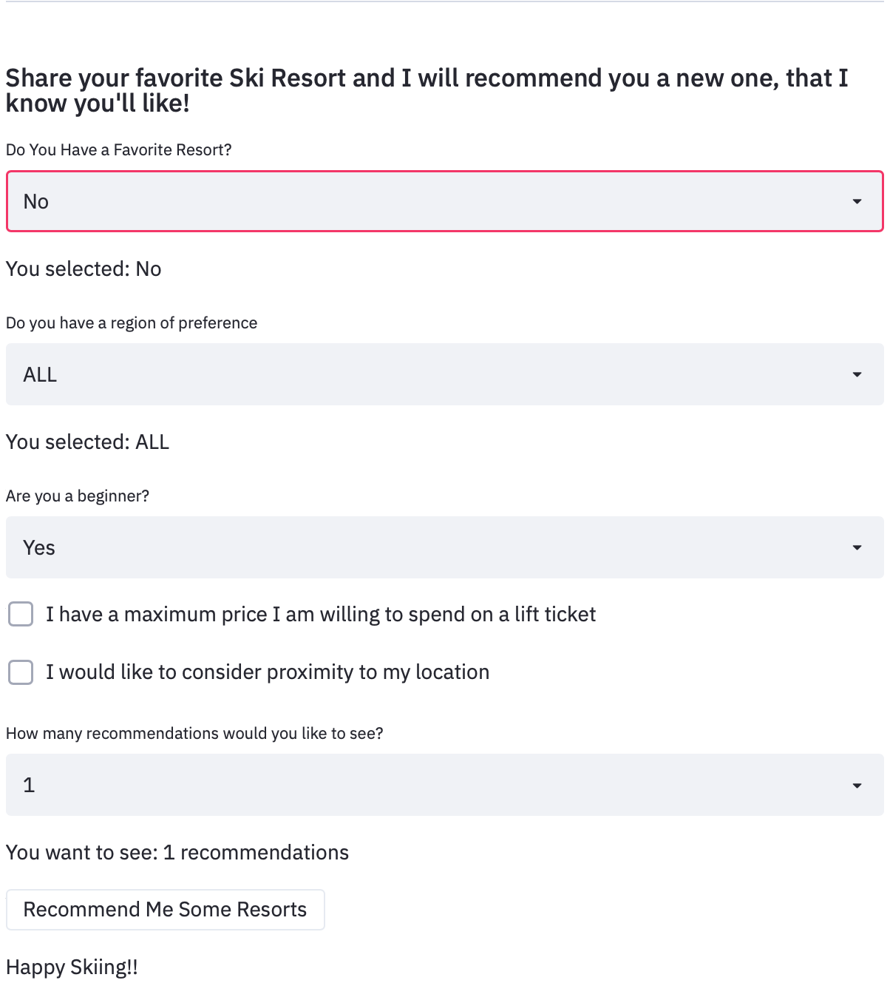 Share your favorite Ski Resort and I will recommend you a new one, that I
know you'll like!
Do You Have a Favorite Resort?
No
You selected: No
Do you have a region of preference
ALL
You selected: ALL
Are you a beginner?
Yes
I have a maximum price I am willing to spend on a lift ticket
I would like to consider proximity to my location
How many recommendations would you like to see?
1
You want to see: 1 recommendations
Recommend Me Some Resorts
Happy Skiing!!